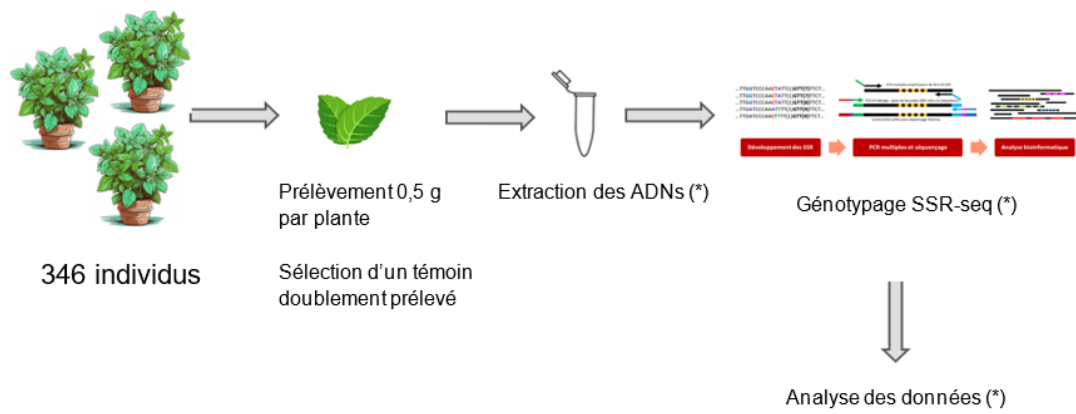 346 individus
Prélèvement 0,5 g
par plante
Sélection d’un témoin
doublement prélevé
Extraction des ADNs (*)
Développement des SSR
PCR multiplex et séquençage
Analyse bioinformatique
Génotypage SSR-seq (*)
Analyse des données (*)